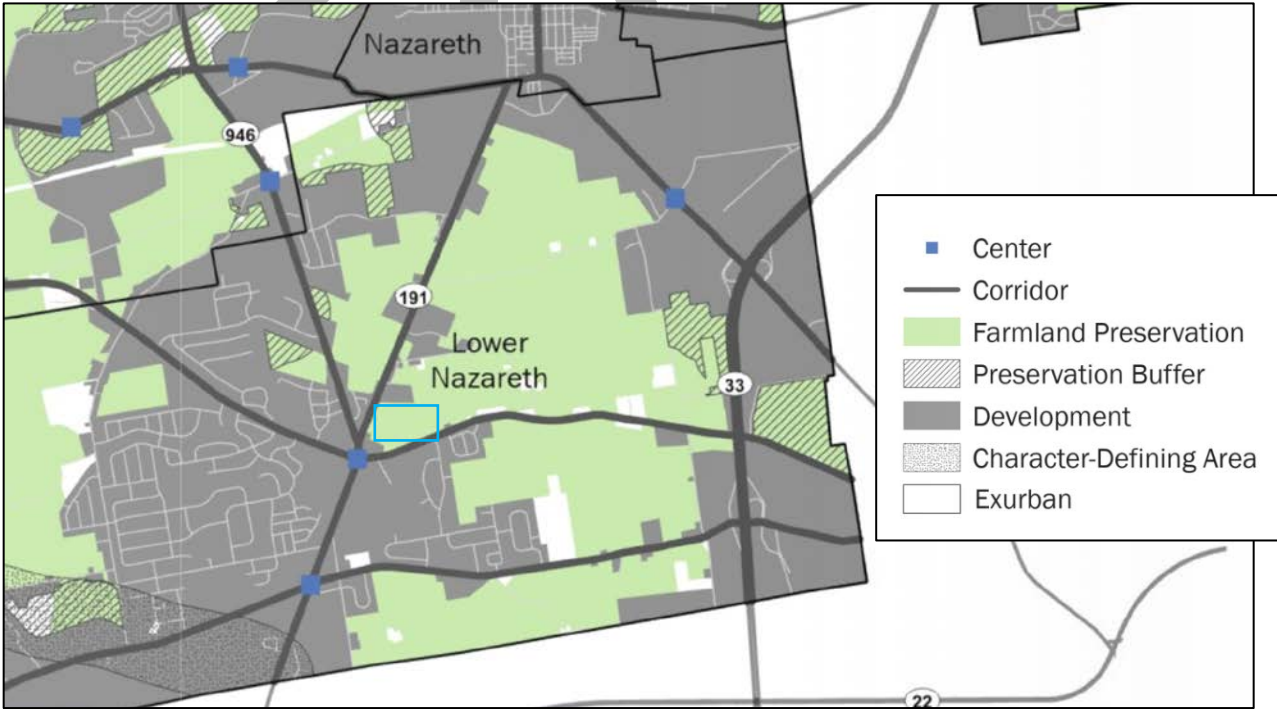 Nazareth
946
191
Lower
Nazareth
33
22
Center
Corridor
Farmland Preservation
Preservation Buffer
Development
Character-Defining Area
Exurban